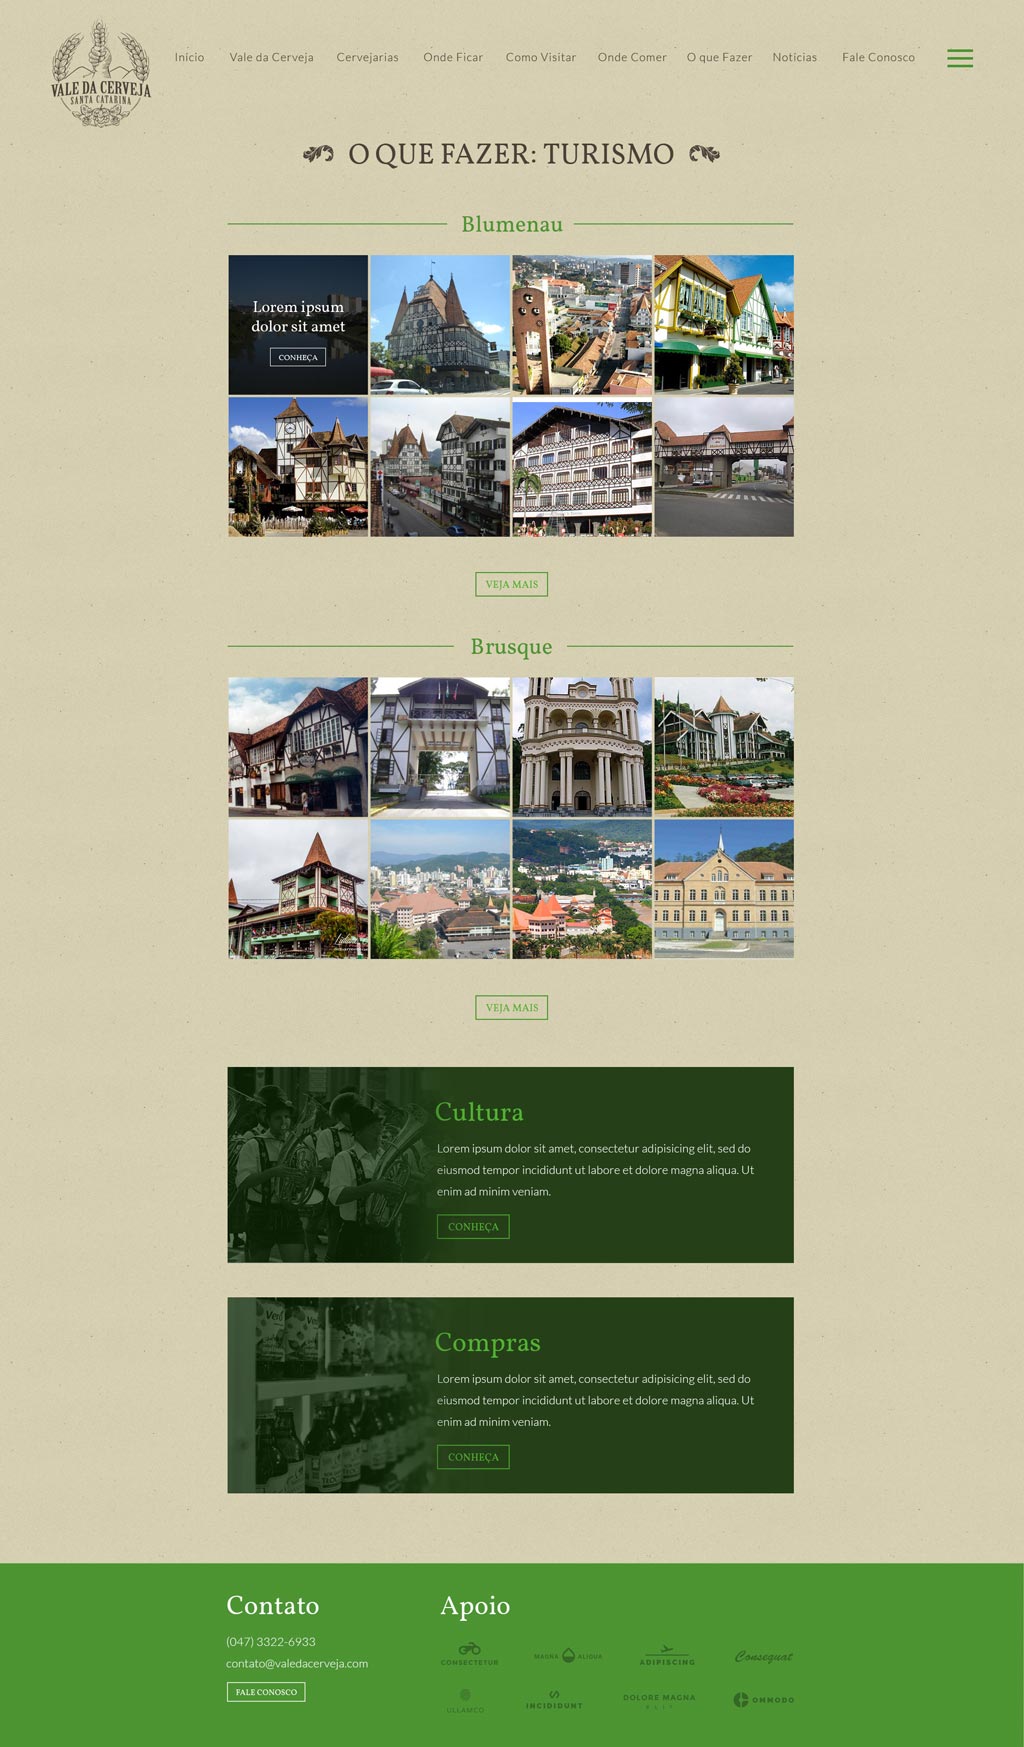 VALE DA CERVEJA
SANTA CATARINA
Início Vale da Cerveja Cervejarias Onde Ficar Como Visitar Onde Comer O que Fazer Notícias Fale Conosco
O QUE FAZER: TURISMO
Blumenau
Lorem ipsum
dolor sit amet
CONHEÇA
VEJA MAIS
Brusque
VEJA MAIS
Cultura
Lorem ipsum dolor sit amet, consectetur adipisicing elit, sed do
eiusmod tempor incididunt ut labore et dolore magna aliqua. Ut
enim ad minim veniam.
CONHEÇA
Compras
Lorem ipsum dolor sit amet, consectetur adipisicing elit, sed do
eiusmod tempor incididunt ut labore et dolore magna aliqua. Ut
enim ad minim veniam.
CONHEÇA
Contato
(047) 3322-6933
contato@valedacerveja.com
FALE CONOSCO
Apoio
CONSECTETUR
MAGNA ALIQUA
ADIPISCING
Consequat
ULLAMCO
INCIDIDUNT
DOLORE MAGNA
ELIT
OMMODO